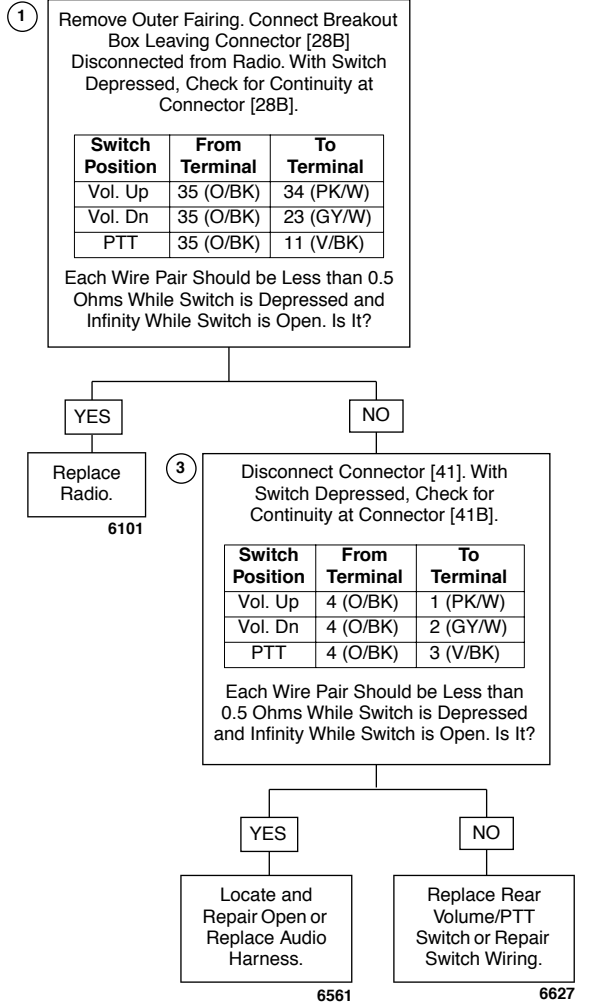 1
Remove Outer Fairing. Connect Breakout
Box Leaving Connector [28B]
Disconnected from Radio. With Switch
Depressed, Check for Continuity at
Connector [28B].
Switch Position From Terminal To Terminal
Vol. Up 35 (O/BK) 34 (PK/W)
Vol. Dn 35 (O/BK) 23 (GY/W)
PTT 35 (O/BK) 11 (V/BK)
Each Wire Pair Should be Less than 0.5
Ohms While Switch is Depressed and
Infinity While Switch is Open. Is It?
YES
NO
Replace
Radio.
6101
3
Disconnect Connector [41]. With
Switch Depressed, Check for
Continuity at Connector [41B].
Switch Position From Terminal To Terminal
Vol. Up 4 (O/BK) 1 (PK/W)
Vol. Dn 4 (O/BK) 2 (GY/W)
PTT 4 (O/BK) 3 (V/BK)
Each Wire Pair Should be Less than
0.5 Ohms While Switch is Depressed
and Infinity While Switch is Open. Is It?
YES
NO
Locate and
Repair Open or
Replace Audio
Harness.
6561
Replace Rear
Volume/PTT
Switch or Repair
Switch Wiring.
6627